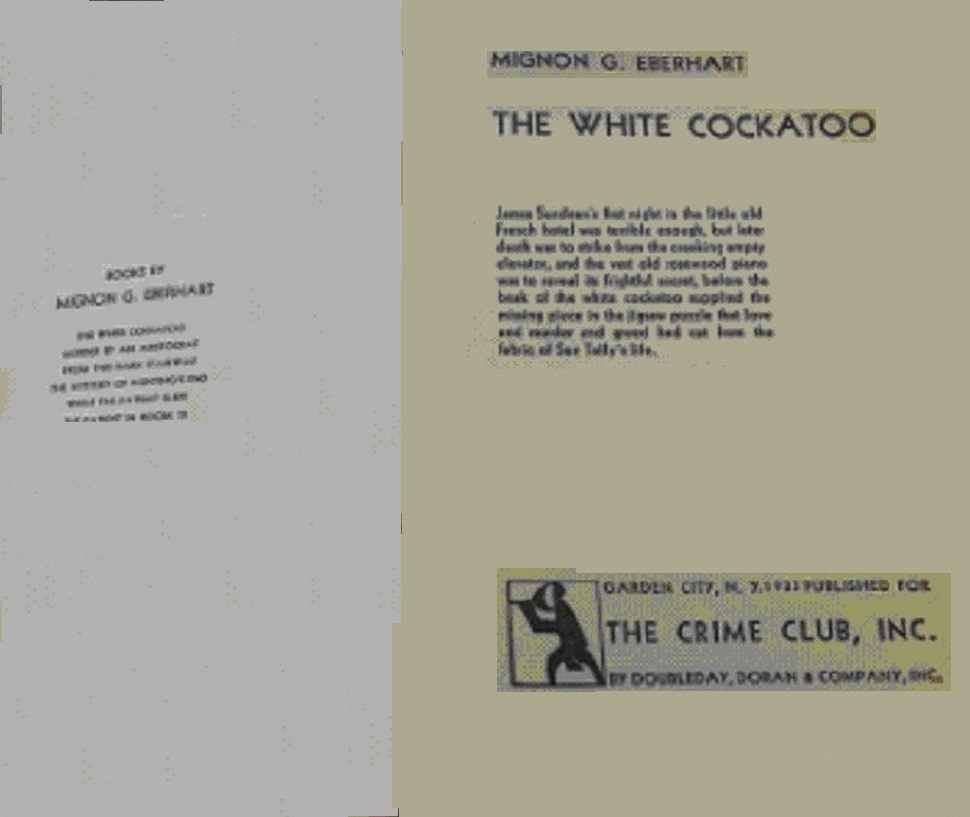 BOOKS BY
MIGNON G. EBERHART
THE WHITE COCKATOO
MURDER BY AN ARISTOCRAT
FROM THIS DARK STAIRWAY
THE MYSTERY OF HUNTING'S END
WHILE THE PATIENT SLEPT
THE PATIENT IN ROOM 18
MIGNON G. EBERHART
THE WHITE COCKATOO
James Sundean's first night in the little old
French hotel was terrible enough, but later
death was to strike from the creaking empty
elevator, and the vast old rosewood piano
was to reveal its frightful secret, before the
beak of the white cockatoo supplied the
missing piece in the jigsaw puzzle that love
and murder and greed had cut from the
fabric of Sue Tally's life.
GARDEN CITY, N. Y., 1933 PUBLISHED FOR
THE CRIME CLUB, INC.
BY DOUBLEDAY, DORAN & COMPANY, INC.